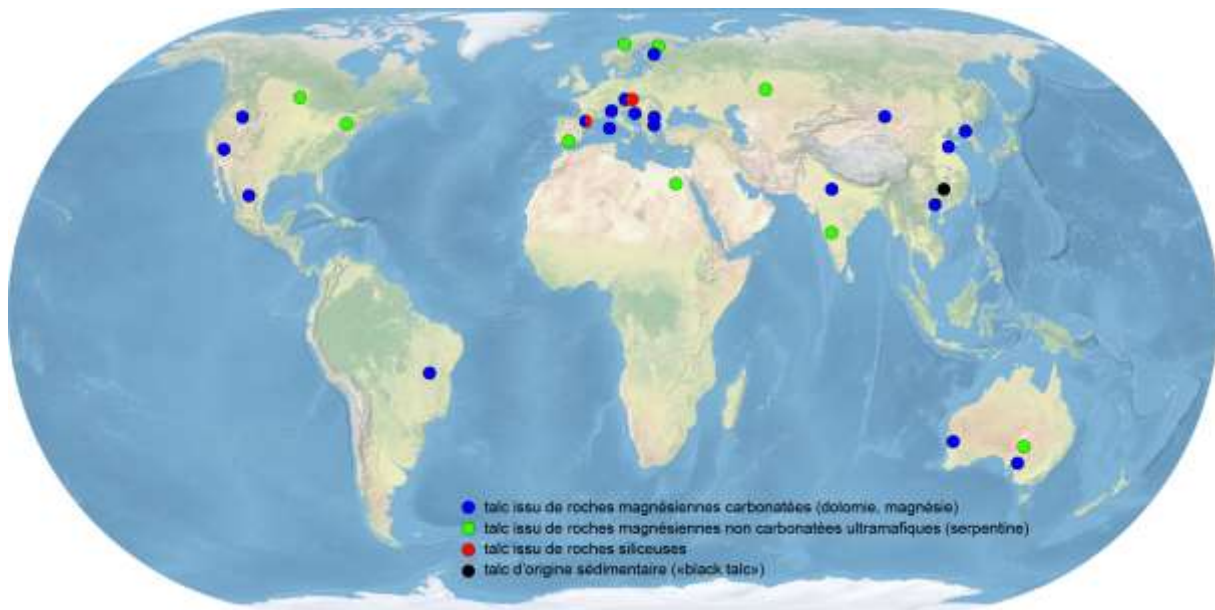 talc issu de roches magnésiennes carbonatées (dolomie, magnésie)
talc issu de roches magnésiennes non carbonatées ultramafiques (serpentine)
talc issu de roches siliceuses
talc d'origine sédimentaire («black talc»)